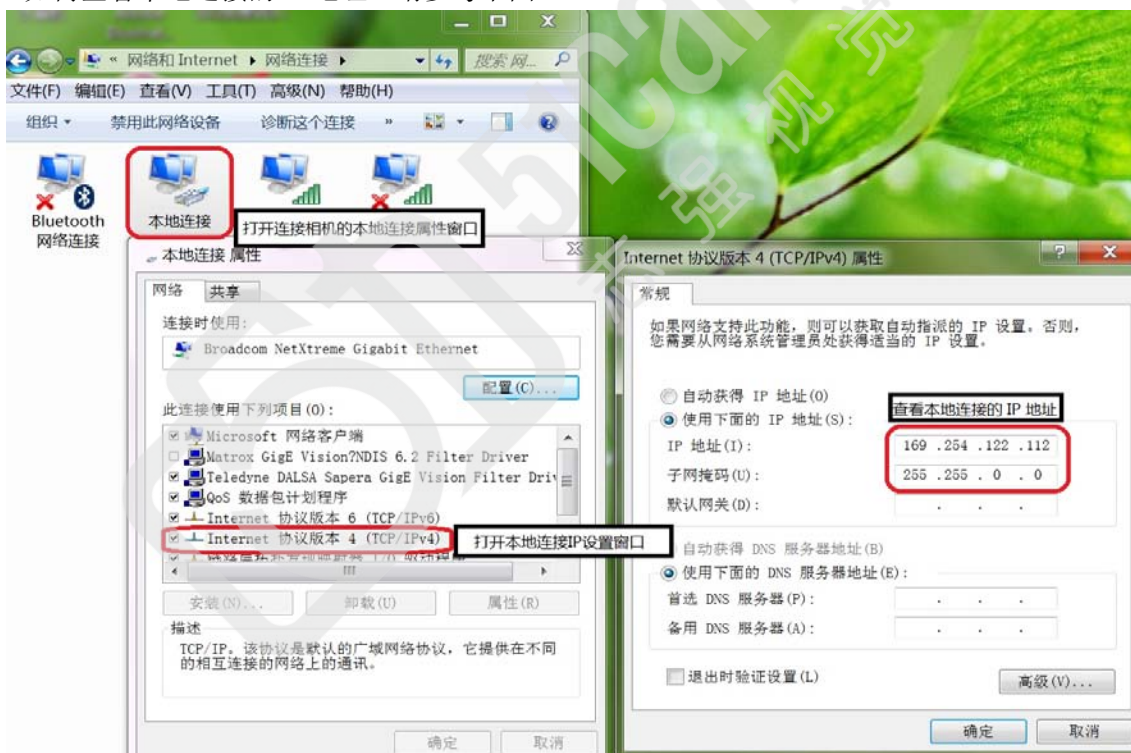 « 网络和 Internet ▸ 网络连接 ▸
搜索 网...
文件(F) 编辑(E) 查看(V) 工具(T) 高级(N) 帮助(H)
组织 禁用此网络设备 诊断这个连接 »
Bluetooth
网络连接
本地连接
打开连接相机的本地连接属性窗口
本地连接 属性
网络 共享
连接时使用:
Broadcom NetXtreme Gigabit Ethernet
配置(C)...
此连接使用下列项目(O):
Microsoft 网络客户端
Matrox GigE Vision?NDIS 6.2 Filter Driver
Teledyne DALSA Sapera GigE Vision Filter Driv
QoS 数据包计划程序
Internet 协议版本 6 (TCP/IPv6)
Internet 协议版本 4 (TCP/IPv4)
打开本地连接IP设置窗口
安装(N)... 卸载(U) 属性(R)
描述
TCP/IP。该协议是默认的广域网络协议，它提供在不同
的相互连接的网络上的通讯。
确定 取消
Internet 协议版本 4 (TCP/IPv4) 属性
常规
如果网络支持此功能，则可以获取自动指派的 IP 设置。否则，
您需要从网络系统管理员处获得适当的 IP 设置。
自动获得 IP 地址(O)
查看本地连接的 IP 地址
使用下面的 IP 地址(S):
IP 地址(I): 169 .254 .122 .112
子网掩码(U): 255 .255 . 0 . 0
默认网关(D): . . .
自动获得 DNS 服务器地址(B)
使用下面的 DNS 服务器地址(E):
首选 DNS 服务器(P): . . .
备用 DNS 服务器(A): . . .
退出时验证设置(L)
高级(V)...
确定 取消
志强视觉